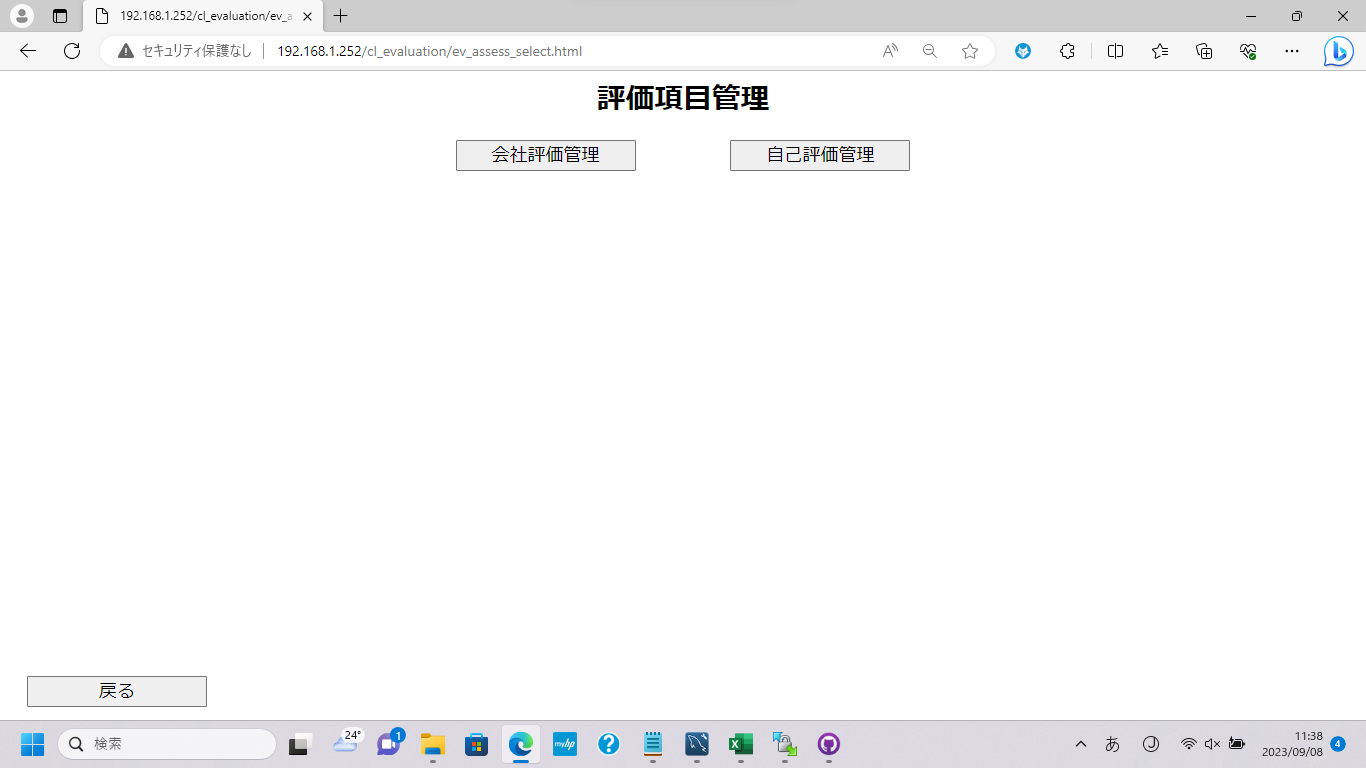 192.168.1.252/cl_evaluation/ev_a
セキュリティ保護なし
192.168.1.252/cl_evaluation/ev_assess_select.html
評価項目管理
会社評価管理
自己評価管理
戻る
検索
24°
1
myhp
あ
11:38
2023/09/08
4